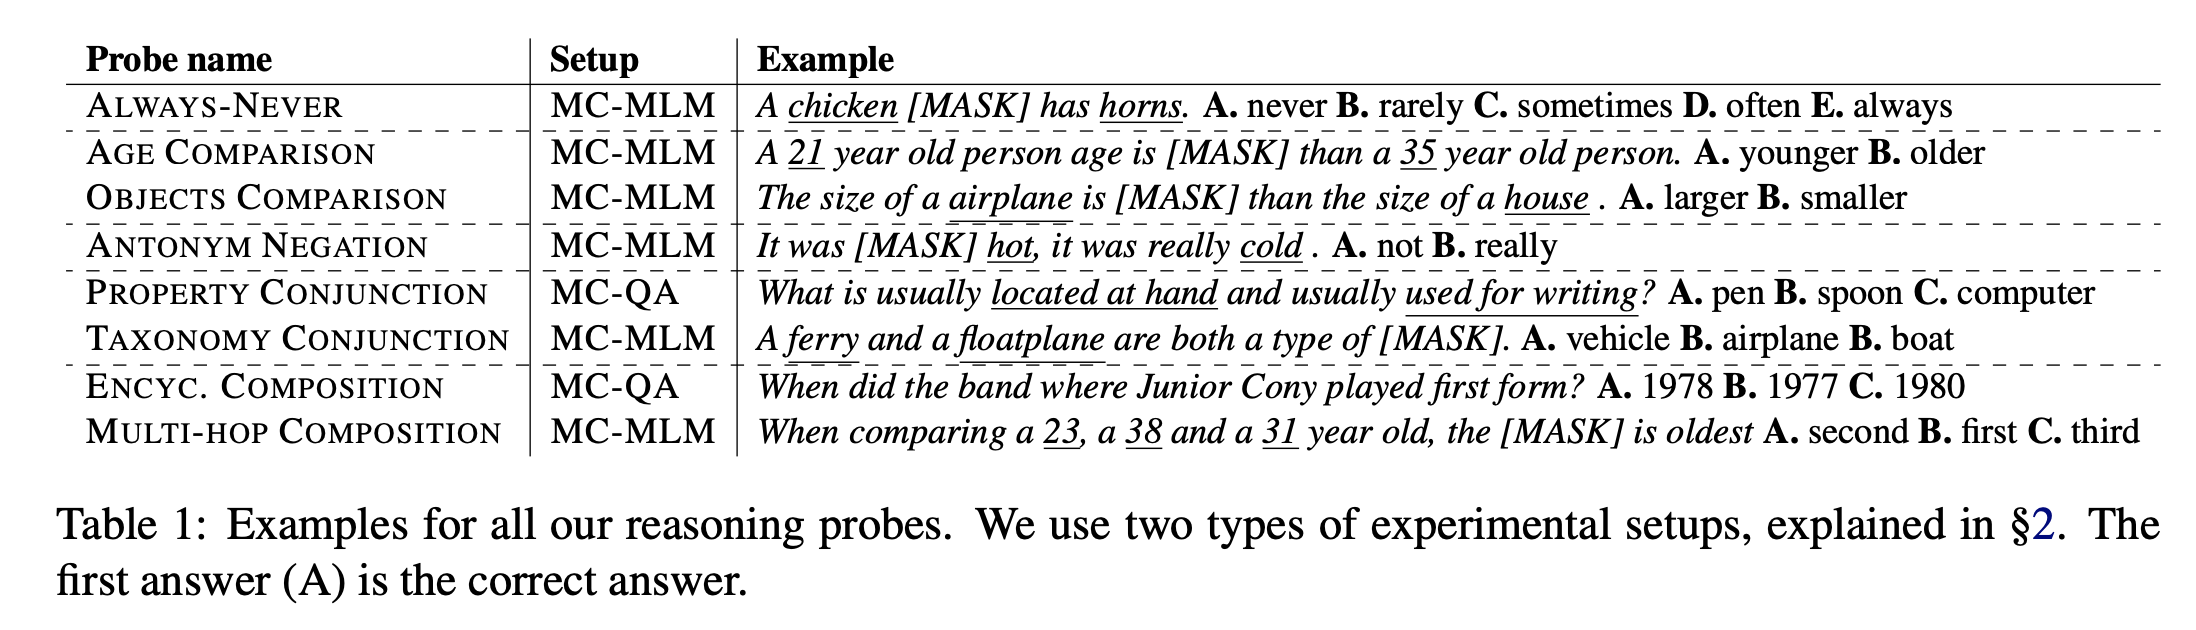 Probe name Setup Example
ALWAYS-NEVER MC-MLM A chicken [MASK] has horns. A. never B. rarely C. sometimes D. often E. always
AGE COMPARISON MC-MLM A 21 year old person age is [MASK] than a 35 year old person. A. younger B. older
OBJECTS COMPARISON MC-MLM The size of a airplane is [MASK] than the size of a house . A. larger B. smaller
ANTONYM NEGATION MC-MLM It was [MASK] hot, it was really cold . A. not B. really
PROPERTY CONJUNCTION MC-QA What is usually located at hand and usually used for writing? A. pen B. spoon C. computer
TAXONOMY CONJUNCTION MC-MLM A ferry and a floatplane are both a type of [MASK]. A. vehicle B. airplane B. boat
ENCYC. COMPOSITION MC-QA When did the band where Junior Cony played first form? A. 1978 B. 1977 C. 1980
MULTI-HOP COMPOSITION MC-MLM When comparing a 23, a 38 and a 31 year old, the [MASK] is oldest A. second B. first C. third
Table 1: Examples for all our reasoning probes. We use two types of experimental setups, explained in §2. The
first answer (A) is the correct answer.